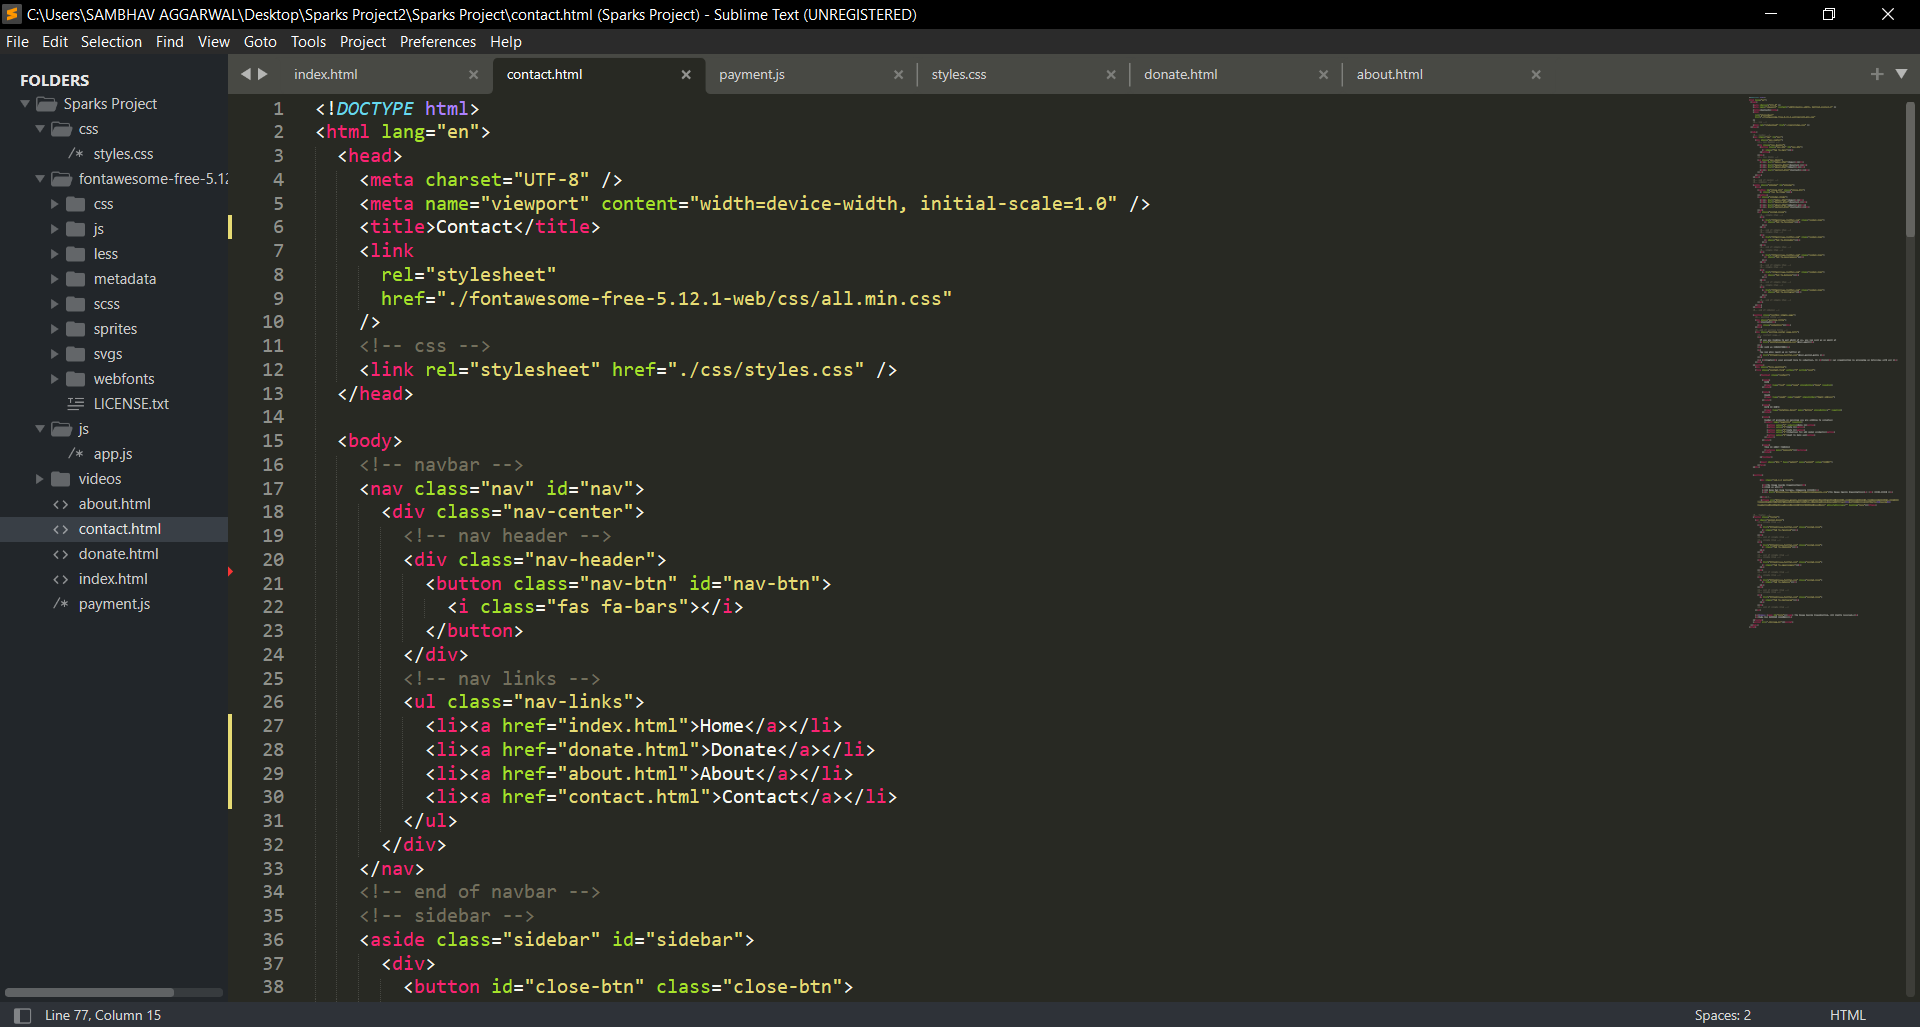 C:\Users\SAMBHAV AGGARWAL\Desktop\Sparks Project2\Sparks Project\contact.html (Sparks Project) - Sublime Text (UNREGISTERED)
File Edit Selection Find View Goto Tools Project Preferences Help
FOLDERS
Sparks Project
css
/* styles.css
fontawesome-free-5.12
css
js
less
metadata
scss
sprites
svgs
webfonts
LICENSE.txt
js
/* app.js
videos
<> about.html
<> contact.html
<> donate.html
<> index.html
/* payment.js
index.html contact.html payment.js styles.css donate.html about.html
1 <!DOCTYPE html>
2 <html lang="en">
3 <head>
4 <meta charset="UTF-8" />
5 <meta name="viewport" content="width=device-width, initial-scale=1.0" />
6 <title>Contact</title>
7 <link
8 rel="stylesheet"
9 href="./fontawesome-free-5.12.1-web/css/all.min.css"
10 />
11 <!-- css -->
12 <link rel="stylesheet" href="./css/styles.css" />
13 </head>
14
15 <body>
16 <!-- navbar -->
17 <nav class="nav" id="nav">
18 <div class="nav-center">
19 <!-- nav header -->
20 <div class="nav-header">
21 <button class="nav-btn" id="nav-btn">
22 <i class="fas fa-bars"></i>
23 </button>
24 </div>
25 <!-- nav links -->
26 <ul class="nav-links">
27 <li><a href="index.html">Home</a></li>
28 <li><a href="donate.html">Donate</a></li>
29 <li><a href="about.html">About</a></li>
30 <li><a href="contact.html">Contact</a></li>
31 </ul>
32 </div>
33 </nav>
34 <!-- end of navbar -->
35 <!-- sidebar -->
36 <aside class="sidebar" id="sidebar">
37 <div>
38 <button id="close-btn" class="close-btn">
Line 77, Column 15 Spaces: 2 HTML